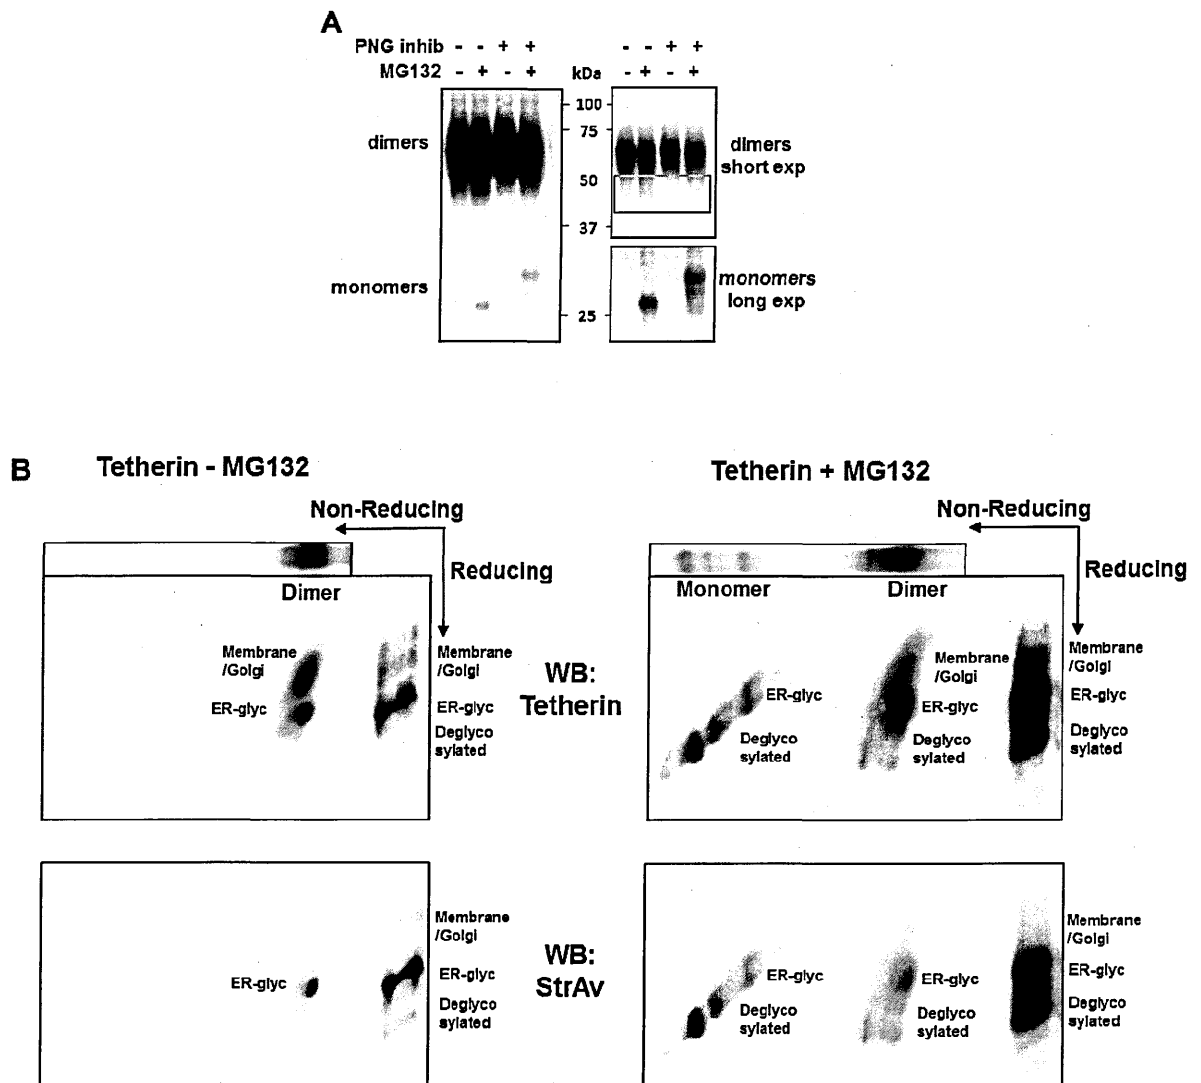 A
PNG inhib - - + +
MG132 - + - +
kDa
- - + +
- + - +
100
75
50
37
25
dimers
monomers
dimers
short exp
monomers
long exp
B
Tetherin - MG132
Non-Reducing
Reducing
Dimer
Membrane
/Golgi
ER-glyc
Membrane
/Golgi
ER-glyc
Deglyco
sylated
WB:
Tetherin
Tetherin + MG132
Non-Reducing
Reducing
Monomer
Dimer
ER-glyc
Deglyco
sylated
Membrane
/Golgi
ER-glyc
Deglyco
sylated
Membrane
/Golgi
ER-glyc
Deglyco
sylated
ER-glyc
Membrane
/Golgi
ER-glyc
Deglyco
sylated
WB:
StrAv
ER-glyc
Deglyco
sylated
ER-glyc
Deglyco
sylated
Membrane
/Golgi
ER-glyc
Deglyco
sylated